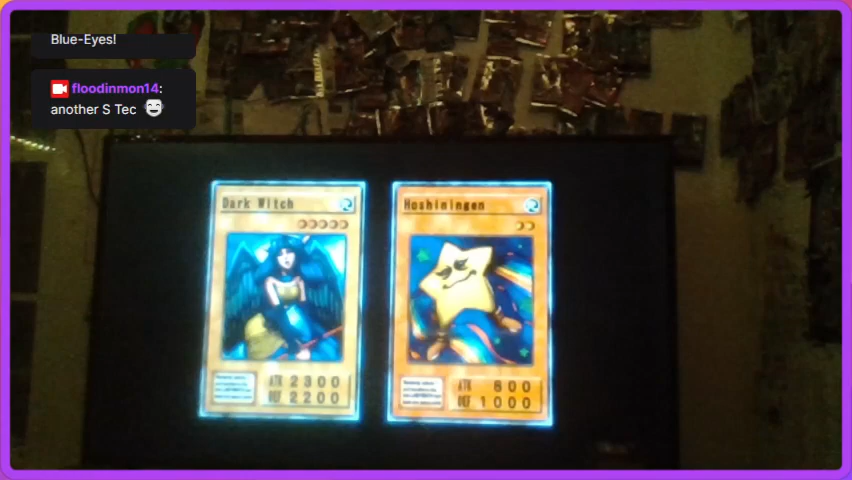 Blue-Eyes!
floodinmon14:
another S Tec
Dark Witch
Hoshiningen
ATK 2300
DEF 2200
ATK 800
DEF 1000